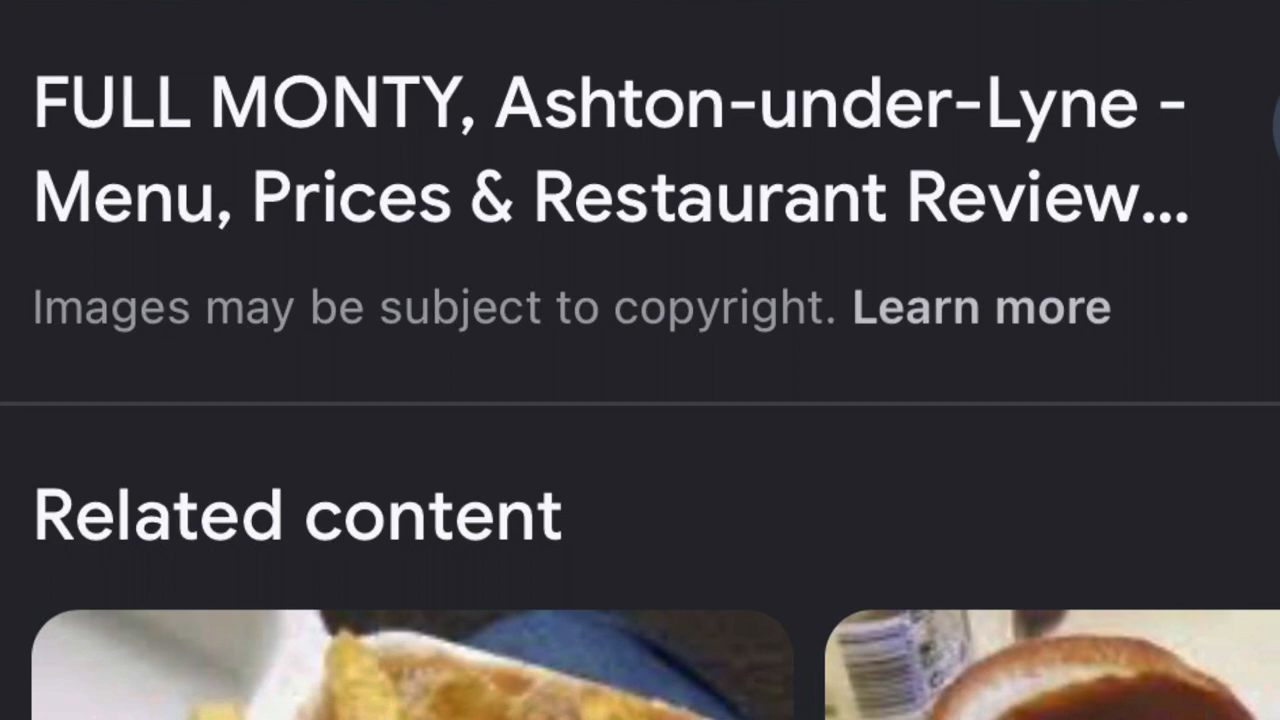 FULL MONTY, Ashton-under-Lyne -
Menu, Prices & Restaurant Review...
Images may be subject to copyright. Learn more
Related content